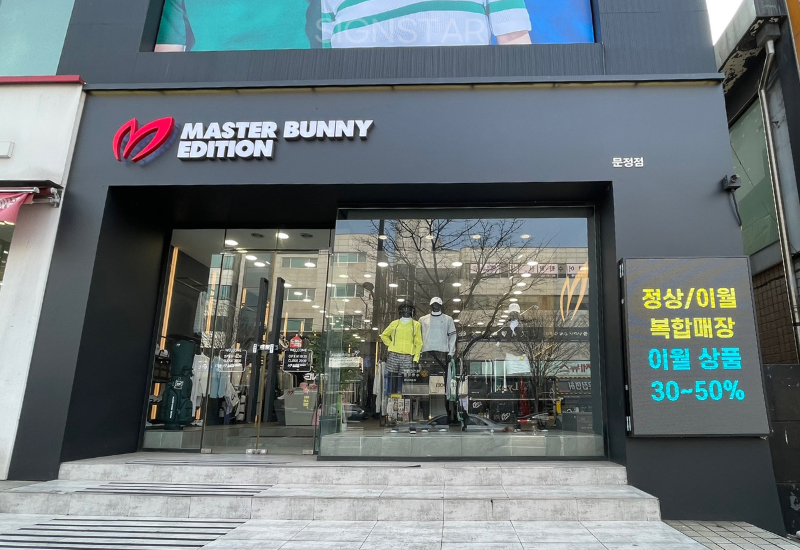 SIGNSTAR
MASTER BUNNY
EDITION
문정점
정상/이월
복합매장
이월 상품
30~50%